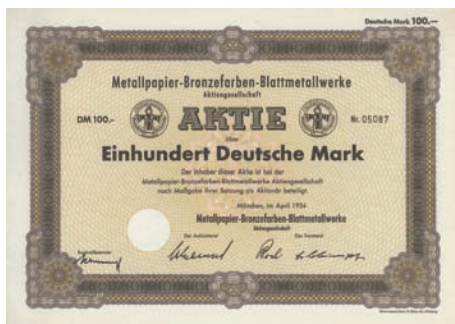 Deutsche Mark 100.—
Metallpapier-Bronzefarben-Blattmetallwerke
Aktiengesellschaft
DM 100.- AKTIE Nr. 05087
über
Einhundert Deutsche Mark
Der Inhaber dieser Aktie ist bei der
Metallpapier-Bronzefarben-Blattmetallwerke Aktiengesellschaft
nach Maßgabe ihrer Satzung als Aktionär beteiligt.
München, im April 1954
Metallpapier-Bronzefarben-Blattmetallwerke
Aktiengesellschaft
Der Aufsichtsrat Der Vorstand